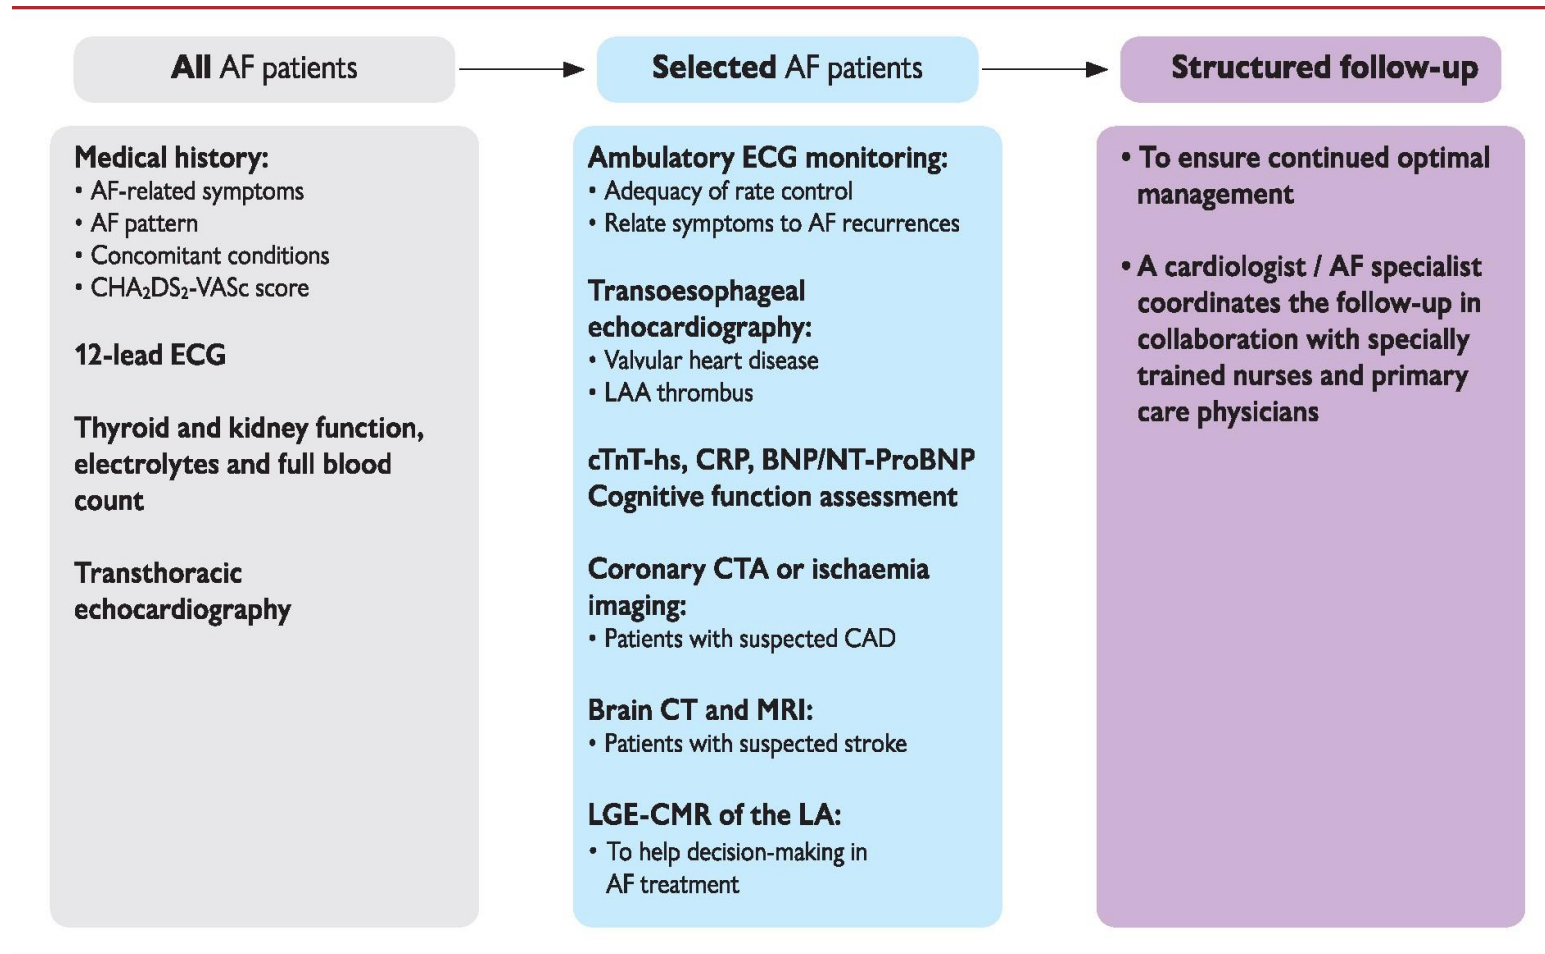 All AF patients
Medical history:
• AF-related symptoms
• AF pattern
• Concomitant conditions
• CHA₂DS₂-VASc score
12-lead ECG
Thyroid and kidney function,
electrolytes and full blood
count
Transthoracic
echocardiography
Selected AF patients
Ambulatory ECG monitoring:
• Adequacy of rate control
• Relate symptoms to AF recurrences
Transoesophageal
echocardiography:
• Valvular heart disease
• LAA thrombus
cTnT-hs, CRP, BNP/NT-ProBNP
Cognitive function assessment
Coronary CTA or ischaemia
imaging:
• Patients with suspected CAD
Brain CT and MRI:
• Patients with suspected stroke
LGE-CMR of the LA:
• To help decision-making in
AF treatment
Structured follow-up
• To ensure continued optimal
management
• A cardiologist / AF specialist
coordinates the follow-up in
collaboration with specially
trained nurses and primary
care physicians